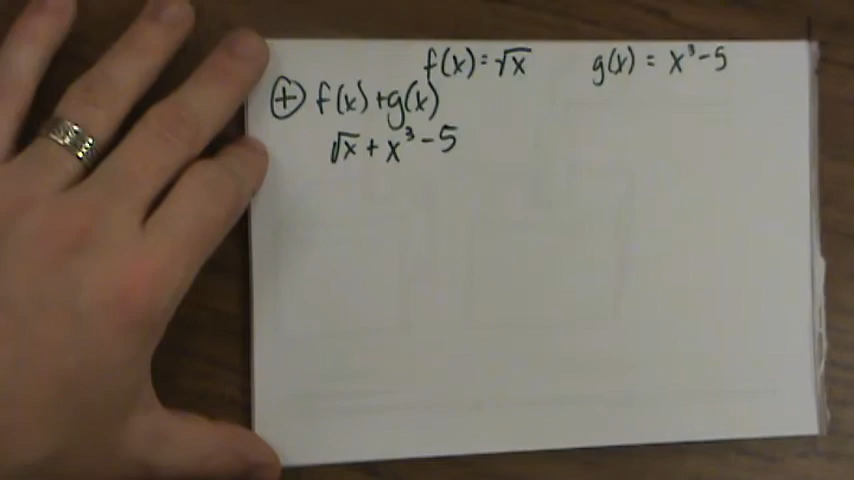 f(x) = √x g(x) = x³ - 5
⊕ f(x) + g(x)
√x + x³ - 5